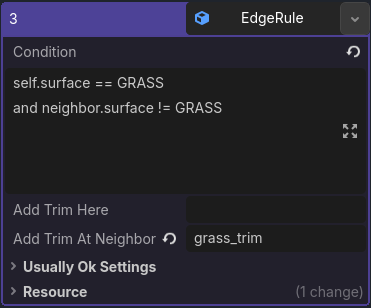 3 EdgeRule
Condition
self.surface == GRASS
and neighbor.surface != GRASS
Add Trim Here
Add Trim At Neighbor grass_trim
Usually Ok Settings
Resource (1 change)